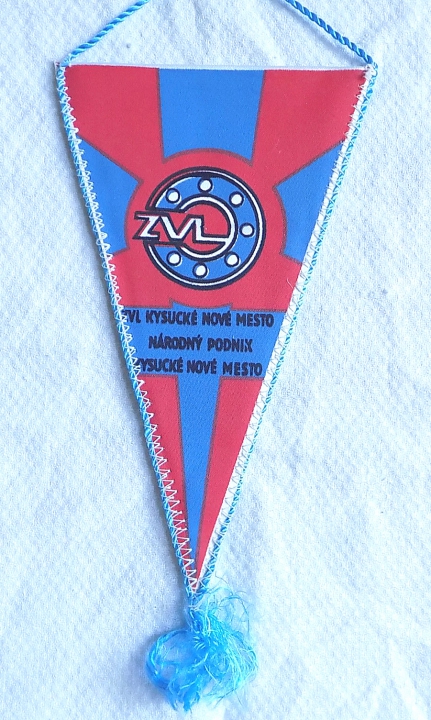 ZVL
ZVL KYSUCKÉ NOVÉ MESTO
NÁRODNÝ PODNIK
KYSUCKÉ NOVÉ MESTO